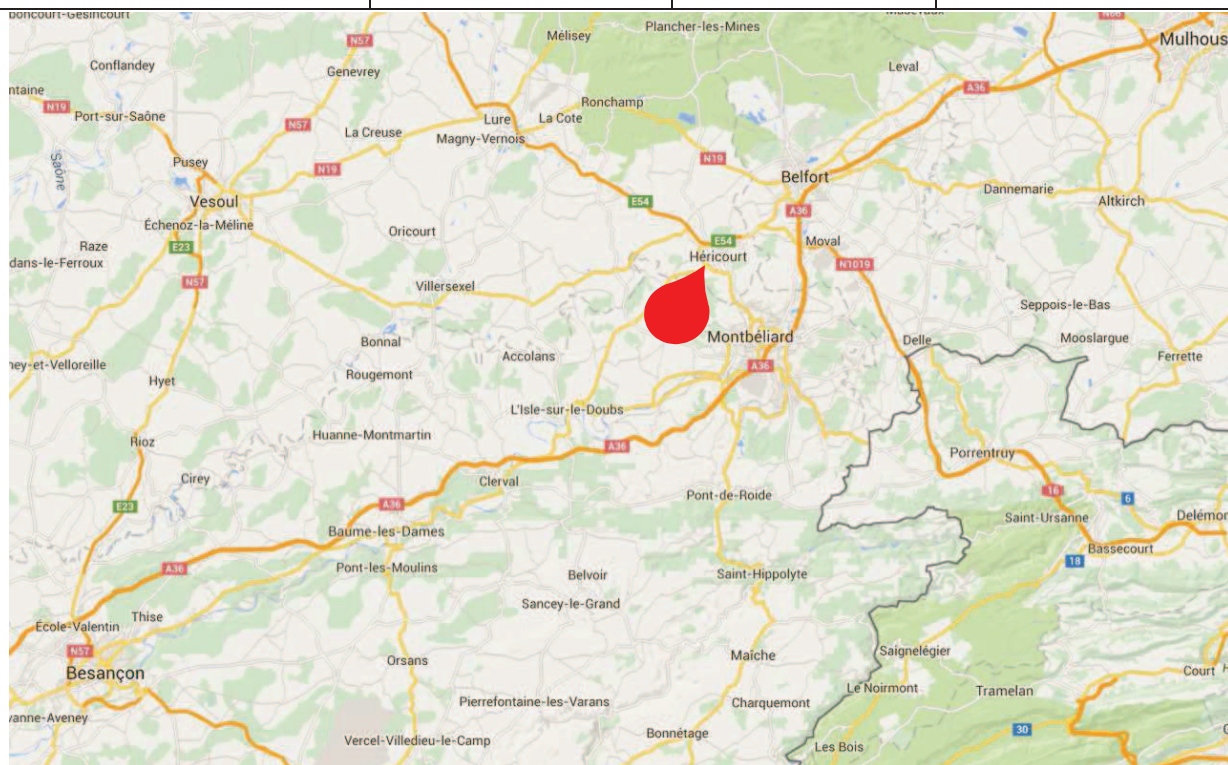 Plancher-les-Mines
Mélisey
N57
Mulhous
Conflandey
Genevrey
Leval
A36
ntaine
N19
Port-sur-Saône
Ronchamp
Lure
La Cote
N57
La Creuse
Magny-Vernois
Saône
Pusey
N19
N19
Belfort
Dannemarie
Vesoul
E54
A36
Altkirch
Échenoz-la-Méline
Oricourt
E54
Moval
Raze
E23
Héricourt
dans-le-Ferroux
N1019
N57
Villersexel
Seppois-le-Bas
Bonnal
Montbéliard
Delle
Mooslargue
Accolans
Ferrette
ney-et-Velloreille
A36
Hyet
Rougemont
L'Isle-sur-le-Doubs
Huanne-Montmartin
Rioz
A36
Porrentruy
Cirey
Clerval
16
Pont-de-Roide
6
E23
A36
Saint-Ursanne
Delémon
Baume-les-Dames
Bassecourt
A36
Pont-les-Moulins
18
Belvoir
Saint-Hippolyte
Sancey-le-Grand
Thise
École-Valentin
N57
Saignelégier
Maîche
Orsans
Besançon
Court
Le Noirmont
Tramelan
Pierrefontaine-les-Varans
Charquemont
vanne-Aveney
30
Bonnétage
Vercel-Villedieu-le-Camp
Les Bois